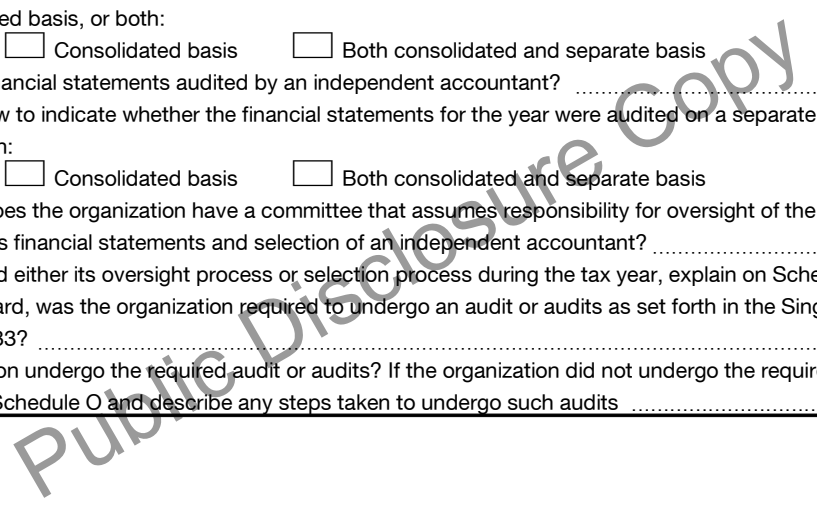 ed basis, or both:
Consolidated basis Both consolidated and separate basis
ancial statements audited by an independent accountant?
w to indicate whether the financial statements for the year were audited on a separate
h:
Consolidated basis Both consolidated and separate basis
oes the organization have a committee that assumes responsibility for oversight of the
s financial statements and selection of an independent accountant?
d either its oversight process or selection process during the tax year, explain on Sche
ard, was the organization required to undergo an audit or audits as set forth in the Sing
33?
on undergo the required audit or audits? If the organization did not undergo the requir
Schedule O and describe any steps taken to undergo such audits
Public Disclosure Copy